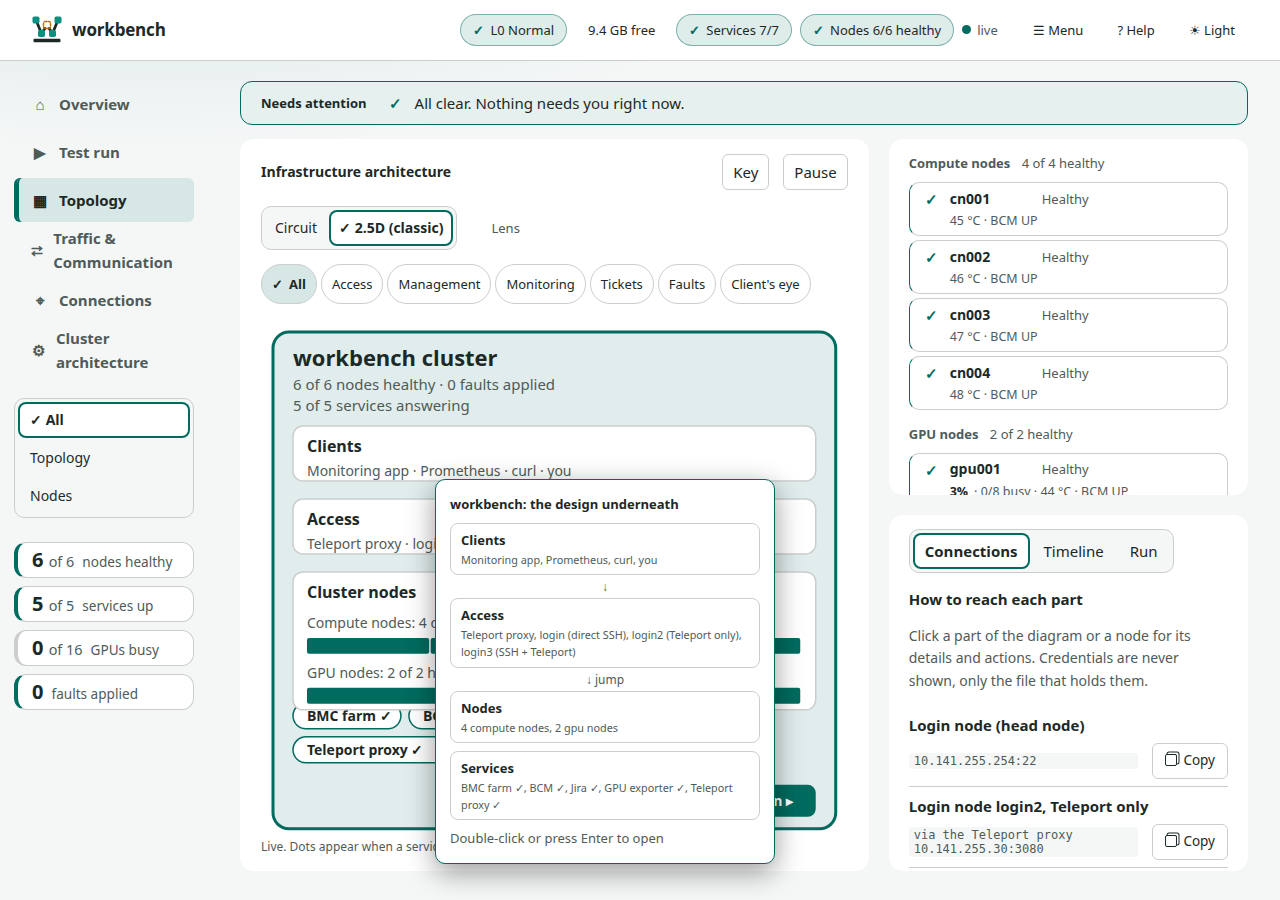 workbench
✓ L0 Normal
9.4 GB free
✓ Services 7/7
✓ Nodes 6/6 healthy
live
☰ Menu
? Help
☀ Light
Overview
Test run
Topology
Traffic &
Communication
Connections
Cluster
architecture
✓ All
Topology
Nodes
6 of 6 nodes healthy
5 of 5 services up
0 of 16 GPUs busy
0 faults applied
Needs attention ✓ All clear. Nothing needs you right now.
Infrastructure architecture
Key
Pause
Circuit
✓ 2.5D (classic)
Lens
✓ All
Access
Management
Monitoring
Tickets
Faults
Client's eye
workbench cluster
6 of 6 nodes healthy · 0 faults applied
5 of 5 services answering
Clients
Monitoring app · Prometheus · curl · you
Access
Teleport proxy ·
Cluster nodes
Compute nodes: 4
GPU nodes: 2 of 2
BMC farm ✓
Teleport proxy ✓
Live. Dots appear when a
workbench: the design underneath
Clients
Monitoring app, Prometheus, curl, you
↓
Access
Teleport proxy, login (direct SSH), login2 (Teleport only),
login3 (SSH + Teleport)
↓ jump
Nodes
4 compute nodes, 2 gpu nodes
Services
BMC farm ✓, BCM ✓, Jira ✓, GPU exporter ✓, Teleport
proxy ✓
Double-click or press Enter to open
Compute nodes 4 of 4 healthy
✓ cn001 Healthy
45 °C · BCM UP
✓ cn002 Healthy
46 °C · BCM UP
✓ cn003 Healthy
47 °C · BCM UP
✓ cn004 Healthy
48 °C · BCM UP
GPU nodes 2 of 2 healthy
✓ gpu001 Healthy
3% · 0/8 busy · 44 °C · BCM UP
Connections
Timeline
Run
How to reach each part
Click a part of the diagram or a node for its
details and actions. Credentials are never
shown, only the file that holds them.
Login node (head node)
10.141.255.254:22
Copy
Login node login2, Teleport only
via the Teleport proxy
10.141.255.30:3080
Copy